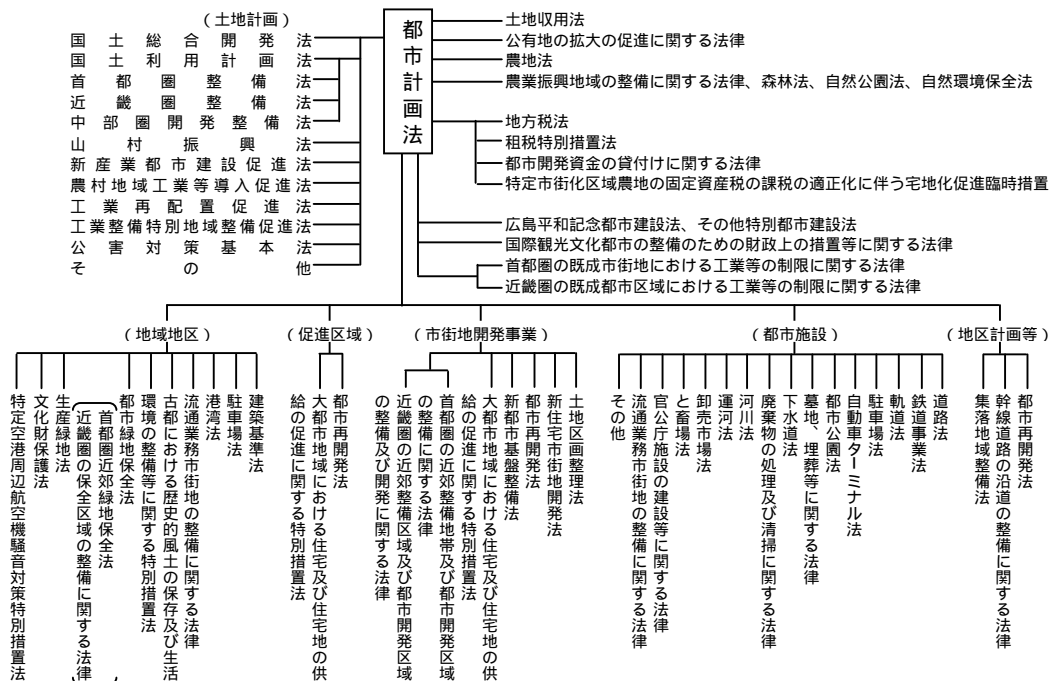 (土地計画)
国土総合開発法
国土利用計画法
首都圏整備法
近畿圏整備法
中部圏開発整備法
山村振興法
新産業都市建設促進法
農村地域工業等導入促進法
工業再配置促進法
工業整備特別地域整備促進法
公害対策基本法
その他
都市計画法
土地収用法
公有地の拡大の促進に関する法律
農地法
農業振興地域の整備に関する法律、森林法、自然公園法、自然環境保全法
地方税法
租税特別措置法
都市開発資金の貸付けに関する法律
特定市街化区域農地の固定資産税の課税の適正化に伴う宅地化促進臨時措置
広島平和記念都市建設法、その他特別都市建設法
国際観光文化都市の整備のための財政上の措置等に関する法律
首都圏の既成市街地における工業等の制限に関する法律
近畿圏の既成都市区域における工業等の制限に関する法律
(地域地区)
建築基準法
駐車場法
港湾法
流通業務市街地の整備に関する法律
古都における歴史的風土の保存及び生活
環境の整備等に関する特別措置法
都市緑地保全法
首都圏近郊緑地保全法
近畿圏の保全区域の整備に関する法律
生産緑地法
文化財保護法
特定空港周辺航空機騒音対策特別措置法
(促進区域)
都市再開発法
大都市地域における住宅及び住宅地の供
給の促進に関する特別措置法
(市街地開発事業)
土地区画整理法
新住宅市街地開発法
都市再開発法
新都市基盤整備法
大都市地域における住宅及び住宅地の供
給の促進に関する特別措置法
首都圏の近郊整備地帯及び都市開発区域
の整備に関する法律
近畿圏の近郊整備区域及び都市開発区域
の整備及び開発に関する法律
(都市施設)
道路法
鉄道事業法
軌道法
駐車場法
自動車ターミナル法
都市公園法
墓地、埋葬等に関する法律
下水道法
廃棄物の処理及び清掃に関する法律
河川法
運河法
卸売市場法
と畜場法
官公庁施設の建設等に関する法律
流通業務市街地の整備に関する法律
その他
(地区計画等)
都市再開発法
幹線道路の沿道の整備に関する法律
集落地域整備法